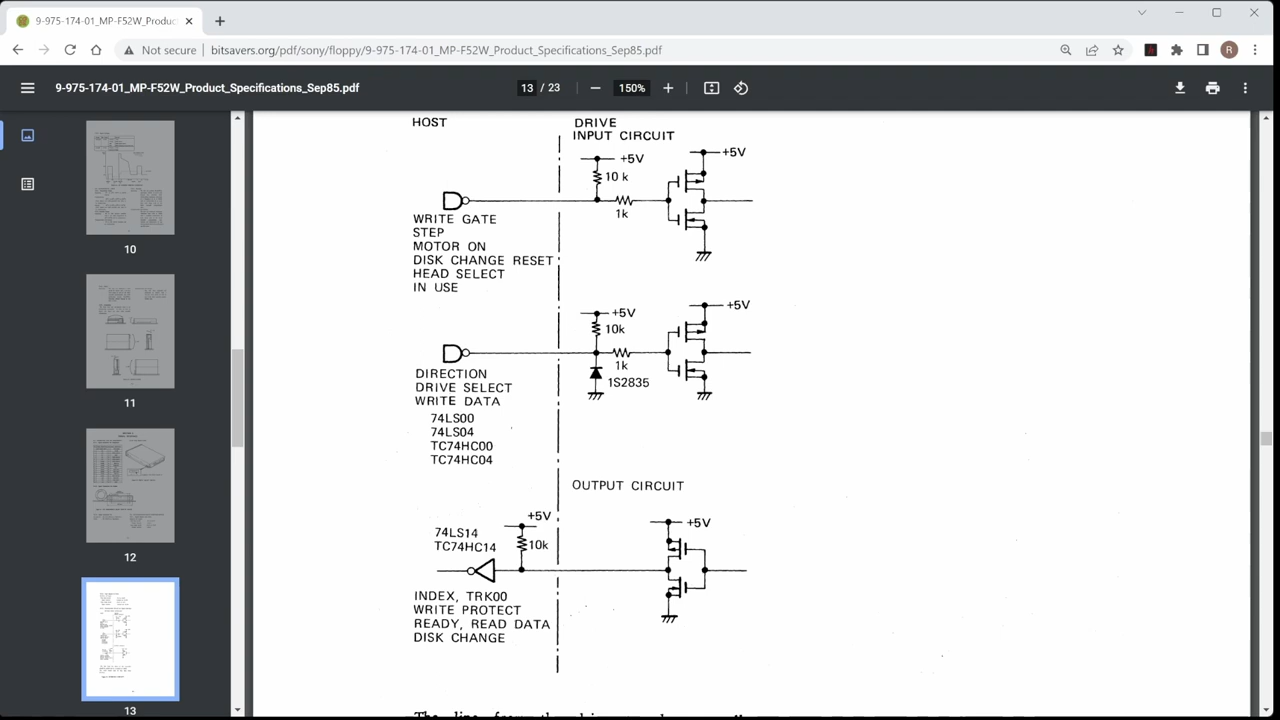 9-975-174-01_MP-F52W_Produc
Not secure
bitsavers.org/pdf/sony/floppy/9-975-174-01_MP-F52W_Product_Specifications_Sep85.pdf
R
9-975-174-01_MP-F52W_Product_Specifications_Sep85.pdf
13 / 23
150%
10
11
12
13
HOST
DRIVE
INPUT CIRCUIT
+5V
10 k
1k
+5V
WRITE GATE
STEP
MOTOR ON
DISK CHANGE RESET
HEAD SELECT
IN USE
+5V
10k
1k
1S2835
+5V
DIRECTION
DRIVE SELECT
WRITE DATA
74LS00
74LS04
TC74HC00
TC74HC04
OUTPUT CIRCUIT
74LS14
TC74HC14
+5V
10k
+5V
INDEX, TRK00
WRITE PROTECT
READY, READ DATA
DISK CHANGE